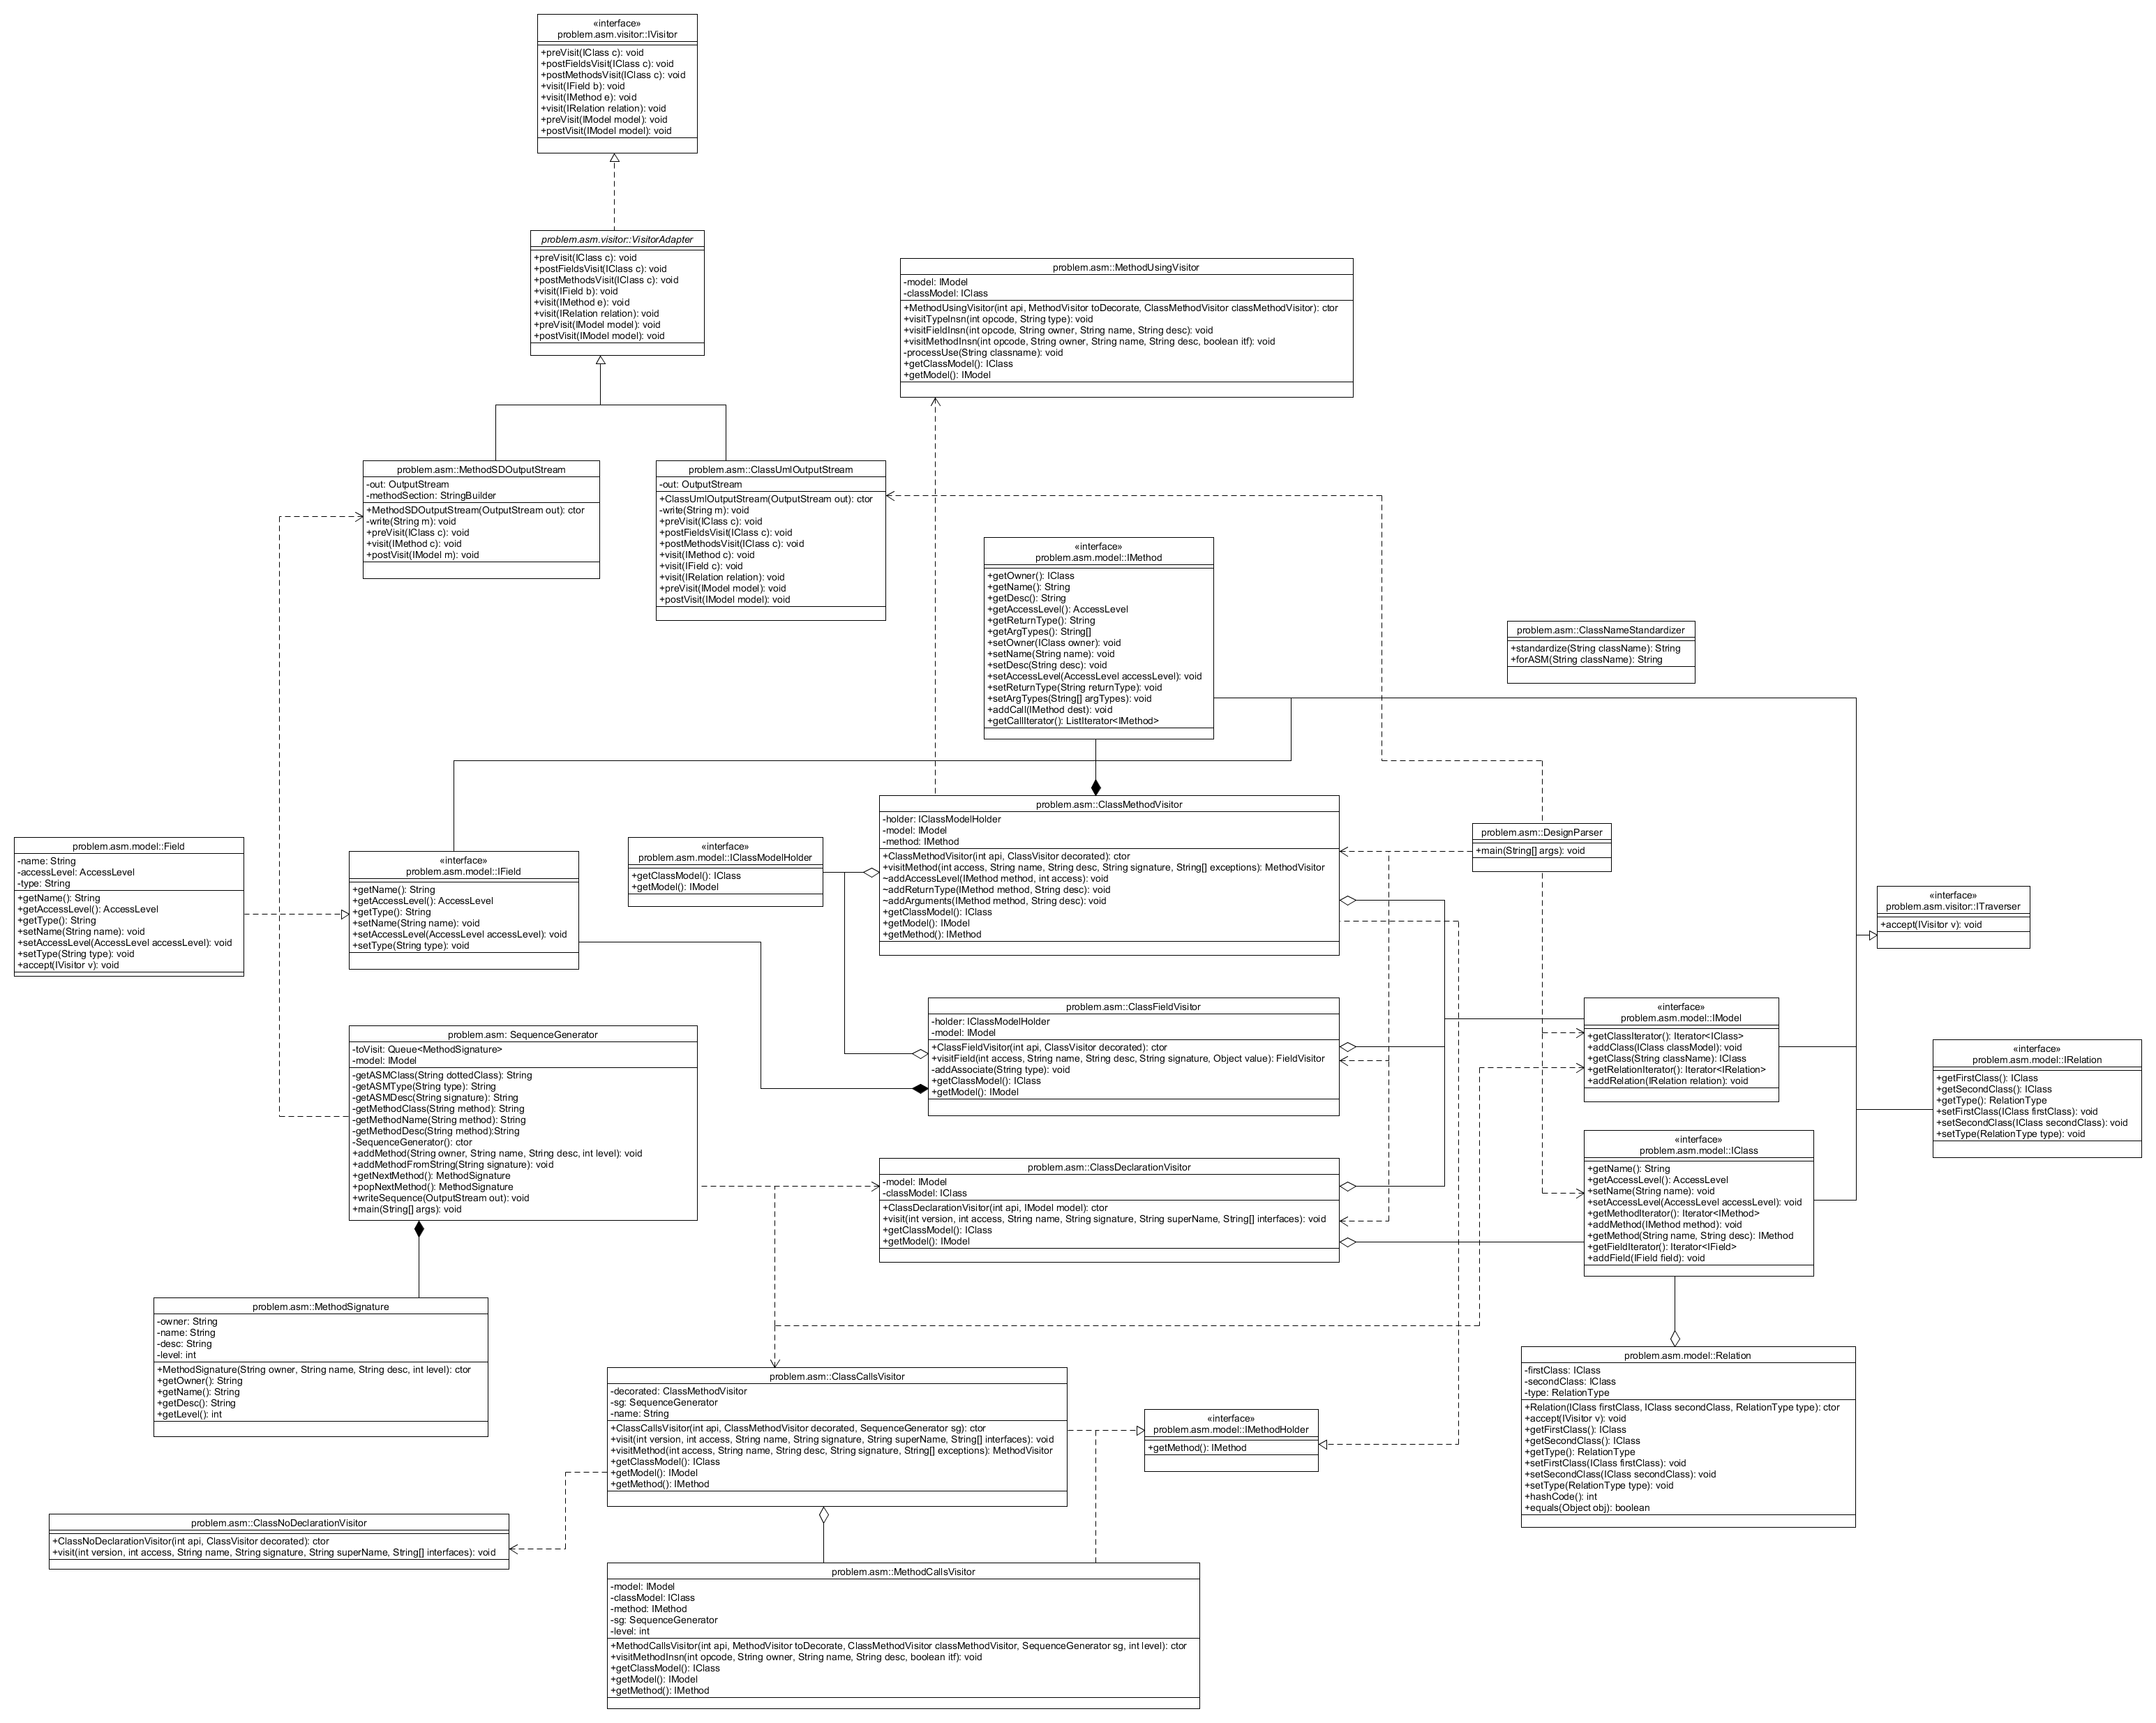 «interface»
problem.asm.visitor::IVisitor
+preVisit(IClass c): void
+postFieldsVisit(IClass c): void
+postMethodsVisit(IClass c): void
+visit(IField b): void
+visit(IMethod e): void
+visit(IRelation relation): void
+preVisit(IModel model): void
+postVisit(IModel model): void
problem.asm.visitor::VisitorAdapter
+preVisit(IClass c): void
+postFieldsVisit(IClass c): void
+postMethodsVisit(IClass c): void
+visit(IField b): void
+visit(IMethod e): void
+visit(IRelation relation): void
+preVisit(IModel model): void
+postVisit(IModel model): void
problem.asm::MethodUsingVisitor
-model: IModel
-classModel: IClass
+MethodUsingVisitor(int api, MethodVisitor toDecorate, ClassMethodVisitor classMethodVisitor): ctor
+visitTypeInsn(int opcode, String type): void
+visitFieldInsn(int opcode, String owner, String name, String desc): void
+visitMethodInsn(int opcode, String owner, String name, String desc, boolean itf): void
-processUse(String classname): void
+getClassModel(): IClass
+getModel(): IModel
problem.asm::MethodSDOutputStream
-out: OutputStream
-methodSection: StringBuilder
+MethodSDOutputStream(OutputStream out): ctor
-write(String m): void
+preVisit(IClass c): void
+visit(IMethod c): void
+postVisit(IModel m): void
problem.asm::ClassUmlOutputStream
-out: OutputStream
+ClassUmlOutputStream(OutputStream out): ctor
-write(String m): void
+preVisit(IClass c): void
+postFieldsVisit(IClass c): void
+postMethodsVisit(IClass c): void
+visit(IMethod c): void
+visit(IField c): void
+visit(IRelation relation): void
+preVisit(IModel model): void
+postVisit(IModel model): void
«interface»
problem.asm.model::IMethod
+getOwner(): IClass
+getName(): String
+getDesc(): String
+getAccessLevel(): AccessLevel
+getReturnType(): String
+getArgTypes(): String[]
+setOwner(IClass owner): void
+setName(String name): void
+setDesc(String desc): void
+setAccessLevel(AccessLevel accessLevel): void
+setReturnType(String returnType): void
+setArgTypes(String[] argTypes): void
+addCall(IMethod dest): void
+getCallIterator(): ListIterator<IMethod>
problem.asm::ClassNameStandardizer
+standardize(String className): String
+forASM(String className): String
problem.asm.model::Field
-name: String
-accessLevel: AccessLevel
-type: String
+getName(): String
+getAccessLevel(): AccessLevel
+getType(): String
+setName(String name): void
+setAccessLevel(AccessLevel accessLevel): void
+setType(String type): void
+accept(IVisitor v): void
«interface»
problem.asm.model::IField
+getName(): String
+getAccessLevel(): AccessLevel
+getType(): String
+setName(String name): void
+setAccessLevel(AccessLevel accessLevel): void
+setType(String type): void
«interface»
problem.asm.model::IClassModelHolder
+getClassModel(): IClass
+getModel(): IModel
problem.asm::ClassMethodVisitor
-holder: IClassModelHolder
-model: IModel
-method: IMethod
+ClassMethodVisitor(int api, ClassVisitor decorated): ctor
+visitMethod(int access, String name, String desc, String signature, String[] exceptions): MethodVisitor
~addAccessLevel(IMethod method, int access): void
~addReturnType(IMethod method, String desc): void
~addArguments(IMethod method, String desc): void
+getClassModel(): IClass
+getModel(): IModel
+getMethod(): IMethod
problem.asm::DesignParser
+main(String[] args): void
«interface»
problem.asm.visitor::ITraverser
+accept(IVisitor v): void
problem.asm::ClassFieldVisitor
-holder: IClassModelHolder
-model: IModel
+ClassFieldVisitor(int api, ClassVisitor decorated): ctor
+visitField(int access, String name, String desc, String signature, Object value): FieldVisitor
-addAssociate(String type): void
+getClassModel(): IClass
+getModel(): IModel
«interface»
problem.asm.model::IModel
+getClassIterator(): Iterator<IClass>
+addClass(IClass classModel): void
+getClass(String className): IClass
+getRelationIterator(): Iterator<IRelation>
+addRelation(IRelation relation): void
«interface»
problem.asm.model::IRelation
+getFirstClass(): IClass
+getSecondClass(): IClass
+getType(): RelationType
+setFirstClass(IClass firstClass): void
+setSecondClass(IClass secondClass): void
+setType(RelationType type): void
problem.asm: SequenceGenerator
-toVisit: Queue<MethodSignature>
-model: IModel
-getASMClass(String dottedClass): String
-getASMType(String type): String
-getASMDesc(String signature): String
-getMethodClass(String method): String
-getMethodName(String method): String
-getMethodDesc(String method):String
-SequenceGenerator(): ctor
+addMethod(String owner, String name, String desc, int level): void
+addMethodFromString(String signature): void
+getNextMethod(): MethodSignature
+popNextMethod(): MethodSignature
+writeSequence(OutputStream out): void
+main(String[] args): void
problem.asm::ClassDeclarationVisitor
-model: IModel
-classModel: IClass
+ClassDeclarationVisitor(int api, IModel model): ctor
+visit(int version, int access, String name, String signature, String superName, String[] interfaces): void
+getClassModel(): IClass
+getModel(): IModel
«interface»
problem.asm.model::IClass
+getName(): String
+getAccessLevel(): AccessLevel
+setName(String name): void
+setAccessLevel(AccessLevel accessLevel): void
+getMethodIterator(): Iterator<IMethod>
+addMethod(IMethod method): void
+getMethod(String name, String desc): IMethod
+getFieldIterator(): Iterator<IField>
+addField(IField field): void
problem.asm::MethodSignature
-owner: String
-name: String
-desc: String
-level: int
+MethodSignature(String owner, String name, String desc, int level): ctor
+getOwner(): String
+getName(): String
+getDesc(): String
+getLevel(): int
problem.asm::ClassCallsVisitor
-decorated: ClassMethodVisitor
-sg: SequenceGenerator
-name: String
+ClassCallsVisitor(int api, ClassMethodVisitor decorated, SequenceGenerator sg): ctor
+visit(int version, int access, String name, String signature, String superName, String[] interfaces): void
+visitMethod(int access, String name, String desc, String signature, String[] exceptions): MethodVisitor
+getClassModel(): IClass
+getModel(): IModel
+getMethod(): IMethod
«interface»
problem.asm.model::IMethodHolder
+getMethod(): IMethod
problem.asm.model::Relation
-firstClass: IClass
-secondClass: IClass
-type: RelationType
+Relation(IClass firstClass, IClass secondClass, RelationType type): ctor
+accept(IVisitor v): void
+getFirstClass(): IClass
+getSecondClass(): IClass
+getType(): RelationType
+setFirstClass(IClass firstClass): void
+setSecondClass(IClass secondClass): void
+setType(RelationType type): void
+hashCode(): int
+equals(Object obj): boolean
problem.asm::ClassNoDeclarationVisitor
+ClassNoDeclarationVisitor(int api, ClassVisitor decorated): ctor
+visit(int version, int access, String name, String signature, String superName, String[] interfaces): void
problem.asm::MethodCallsVisitor
-model: IModel
-classModel: IClass
-method: IMethod
-sg: SequenceGenerator
-level: int
+MethodCallsVisitor(int api, MethodVisitor toDecorate, ClassMethodVisitor classMethodVisitor, SequenceGenerator sg, int level): ctor
+visitMethodInsn(int opcode, String owner, String name, String desc, boolean itf): void
+getClassModel(): IClass
+getModel(): IModel
+getMethod(): IMethod